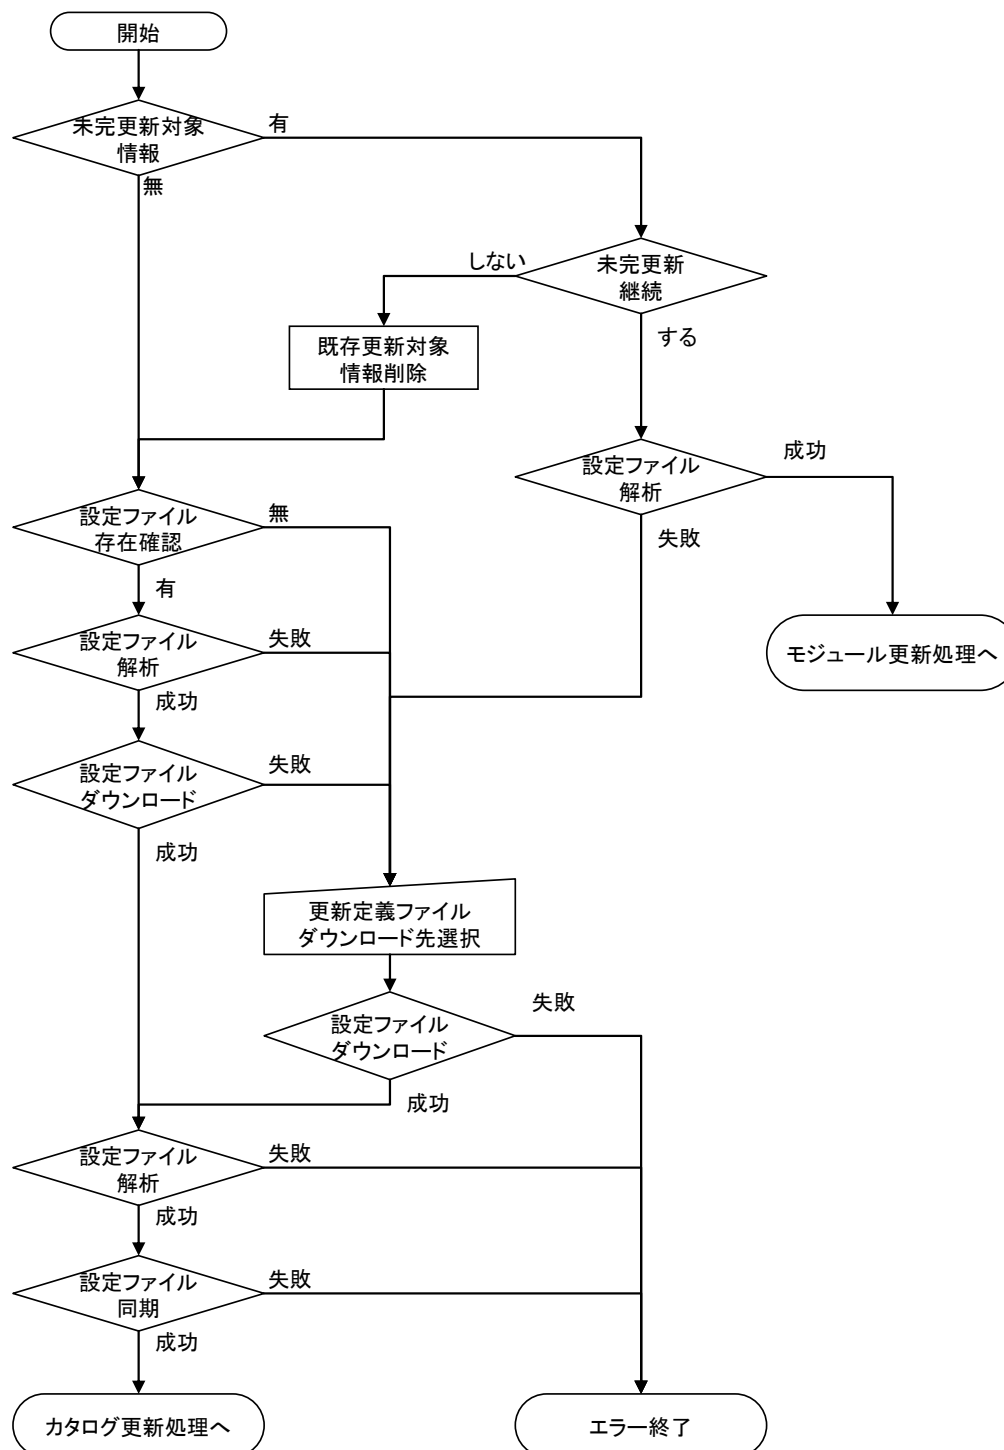 開始
未完更新対象
情報
有
無
未完更新
継続
しない
する
既存更新対象
情報削除
設定ファイル
解析
成功
失敗
設定ファイル
存在確認
無
有
設定ファイル
解析
失敗
成功
モジュール更新処理へ
設定ファイル
ダウンロード
失敗
成功
更新定義ファイル
ダウンロード先選択
設定ファイル
ダウンロード
失敗
成功
設定ファイル
解析
失敗
成功
設定ファイル
同期
失敗
成功
カタログ更新処理へ
エラー終了